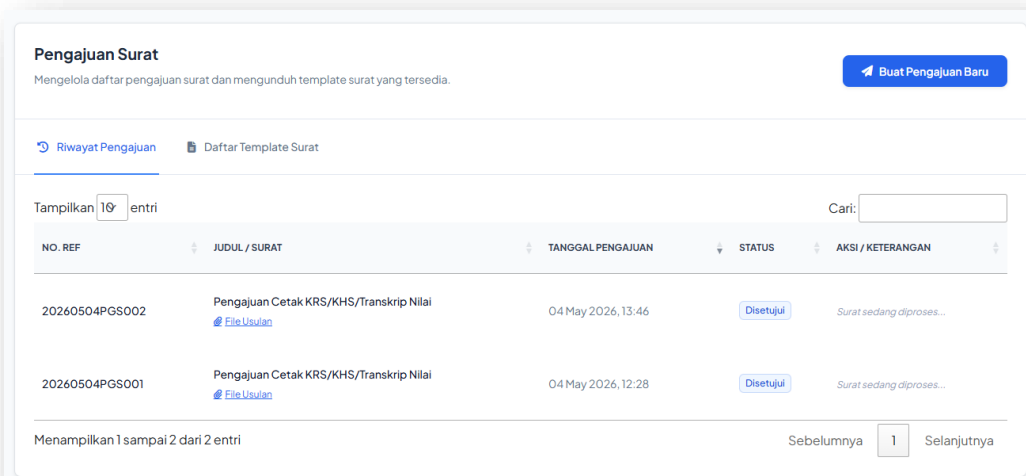 Pengajuan Surat
Mengelola daftar pengajuan surat dan mengunduh template surat yang tersedia.
Buat Pengajuan Baru
Riwayat Pengajuan
Daftar Template Surat
Tampilkan 10 entri
Cari:
NO. REF
JUDUL / SURAT
TANGGAL PENGAJUAN
STATUS
AKSI / KETERANGAN
20260504PGS002
Pengajuan Cetak KRS/KHS/Transkrip Nilai
File Usulan
04 May 2026, 13:46
Disetujui
Surat sedang diproses...
20260504PGS001
Pengajuan Cetak KRS/KHS/Transkrip Nilai
File Usulan
04 May 2026, 12:28
Disetujui
Surat sedang diproses...
Menampilkan 1 sampai 2 dari 2 entri
Sebelumnya
1
Selanjutnya